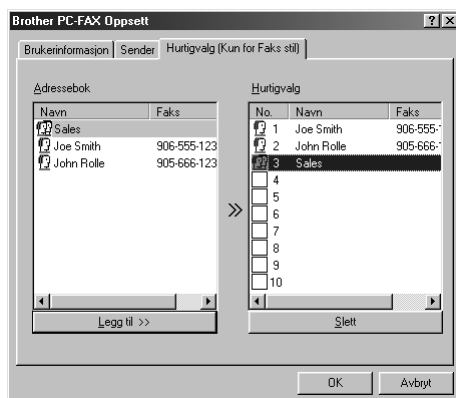 Brother PC-FAX Oppsett
Brukerinformasjon Sender Hurtigvalg (Kun for Faks stil)
Adressebok
Navn Faks
Sales
Joe Smith 906-555-123
John Rolle 905-666-123
Legg til >>
>>
Hurtigvalg
No. Navn Faks
1 Joe Smith 906-555-
2 John Rolle 905-666-
3 Sales
4
5
6
7
8
9
10
Slett
OK Avbryt